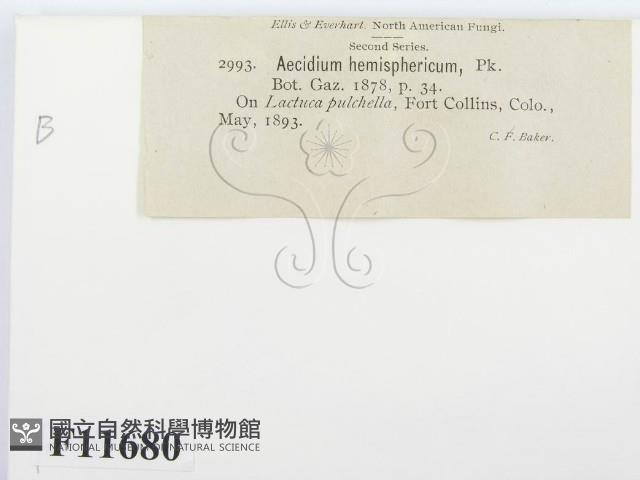 Ellis & Everhart. North American Fungi.
Second Series.
2993. Aecidium hemisphericum, Pk.
Bot. Gaz. 1878, p. 34.
On Lactuca pulchella, Fort Collins, Colo.,
May, 1893.
C. F. Baker.
B
國立自然科學博物館
NATIONAL MUSEUM OF NATURAL SCIENCE
F11680